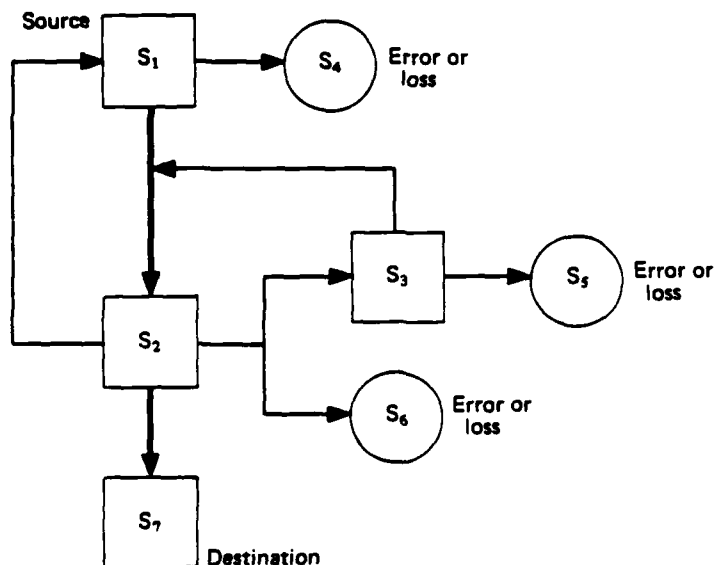 Source
S₁
S₄
Error or
loss
S₃
S₅
Error or
loss
S₂
S₆
Error or
loss
S₇
Destination